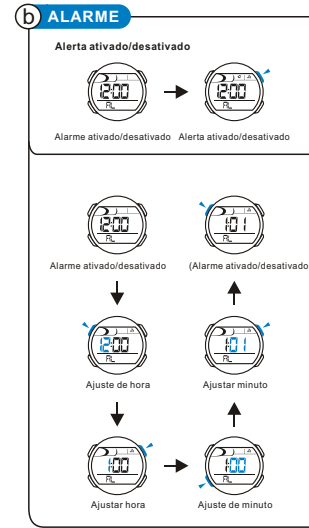 b ALARME
Alerta ativado/desativado
12:00 12:00
AL AL
Alarme ativado/desativado Alerta ativado/desativado
12:00 1:01
AL AL
Alarme ativado/desativado (Alarme ativado/desativado
12:00 1:01
AL AL
Ajuste de hora Ajustar minuto
1:00 1:00
AL AL
Ajustar hora Ajuste de minuto